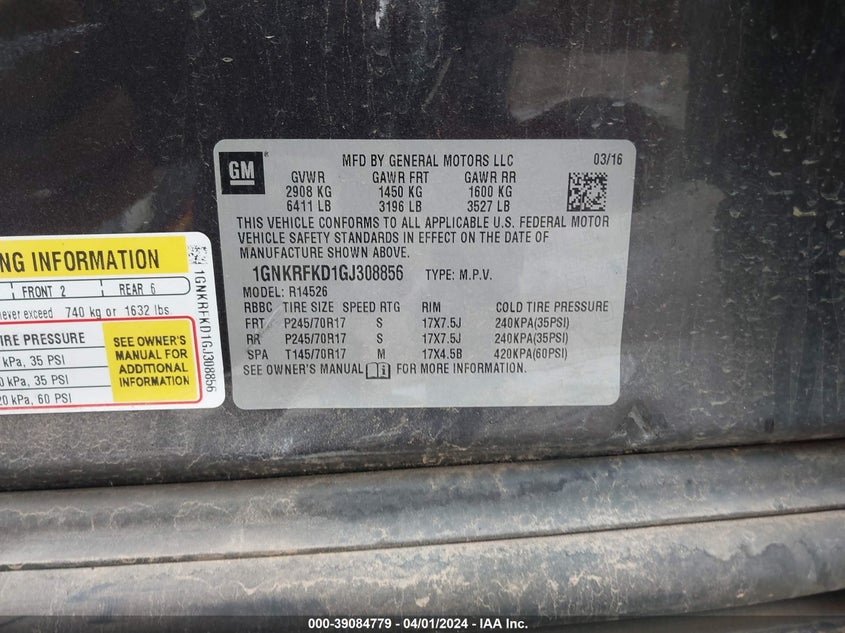 GM
MFD BY GENERAL MOTORS LLC 03/16
GVWR GAWR FRT GAWR RR
2908 KG 1450 KG 1600 KG
6411 LB 3196 LB 3527 LB
THIS VEHICLE CONFORMS TO ALL APPLICABLE U.S. FEDERAL MOTOR
VEHICLE SAFETY STANDARDS IN EFFECT ON THE DATE OF
MANUFACTURE SHOWN ABOVE.
1GNKRFKD1GJ308856 TYPE: M.P.V.
MODEL: R14526
RBBC TIRE SIZE SPEED RTG RIM COLD TIRE PRESSURE
FRT P245/70R17 S 17X7.5J 240KPA(35PSI)
RR P245/70R17 S 17X7.5J 240KPA(35PSI)
SPA T145/70R17 M 17X4.5B 420KPA(60PSI)
SEE OWNER'S MANUAL FOR MORE INFORMATION.
NG INFORMATION
FRONT 2 REAR 6
never exceed 740 kg or 1632 lbs
TIRE PRESSURE
kPa, 35 PSI
0 kPa, 35 PSI
20 kPa, 60 PSI
SEE OWNER'S
MANUAL FOR
ADDITIONAL
INFORMATION
1GNKRFKD1GJ308856
000-39084779 / 04/01/2024 - IAA Inc.